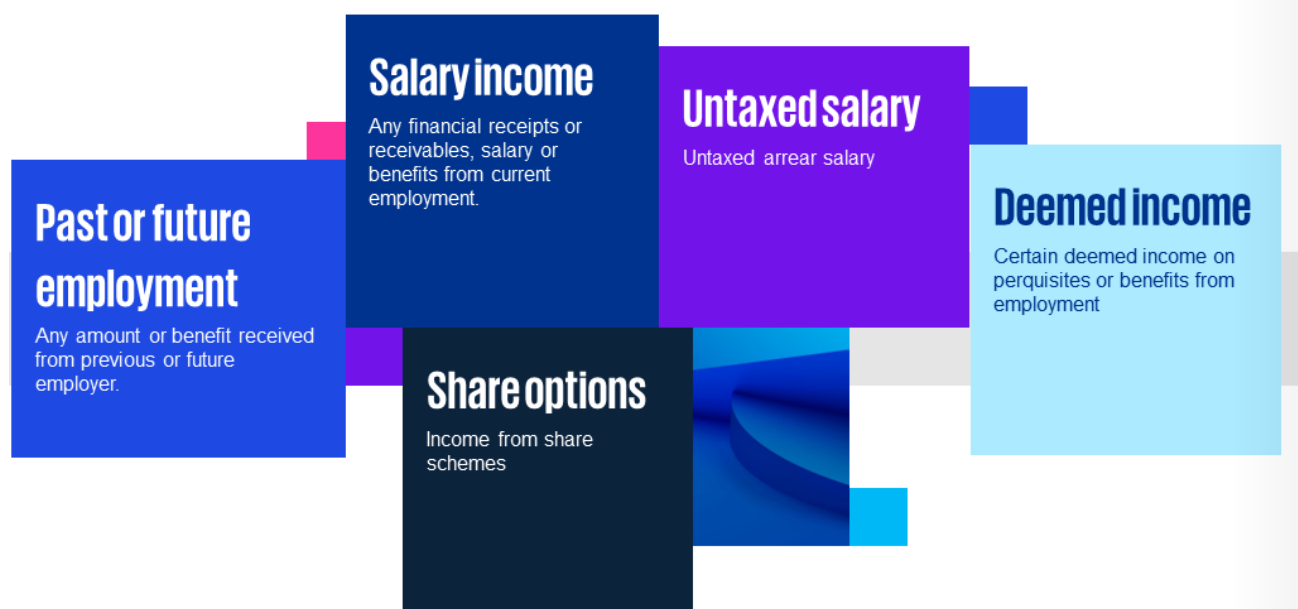 Past or future
employment
Any amount or benefit received
from previous or future
employer.
Salary income
Any financial receipts or
receivables, salary or
benefits from current
employment.
Share options
Income from share
schemes
Untaxed salary
Untaxed arrear salary
Deemed income
Certain deemed income on
perquisites or benefits from
employment